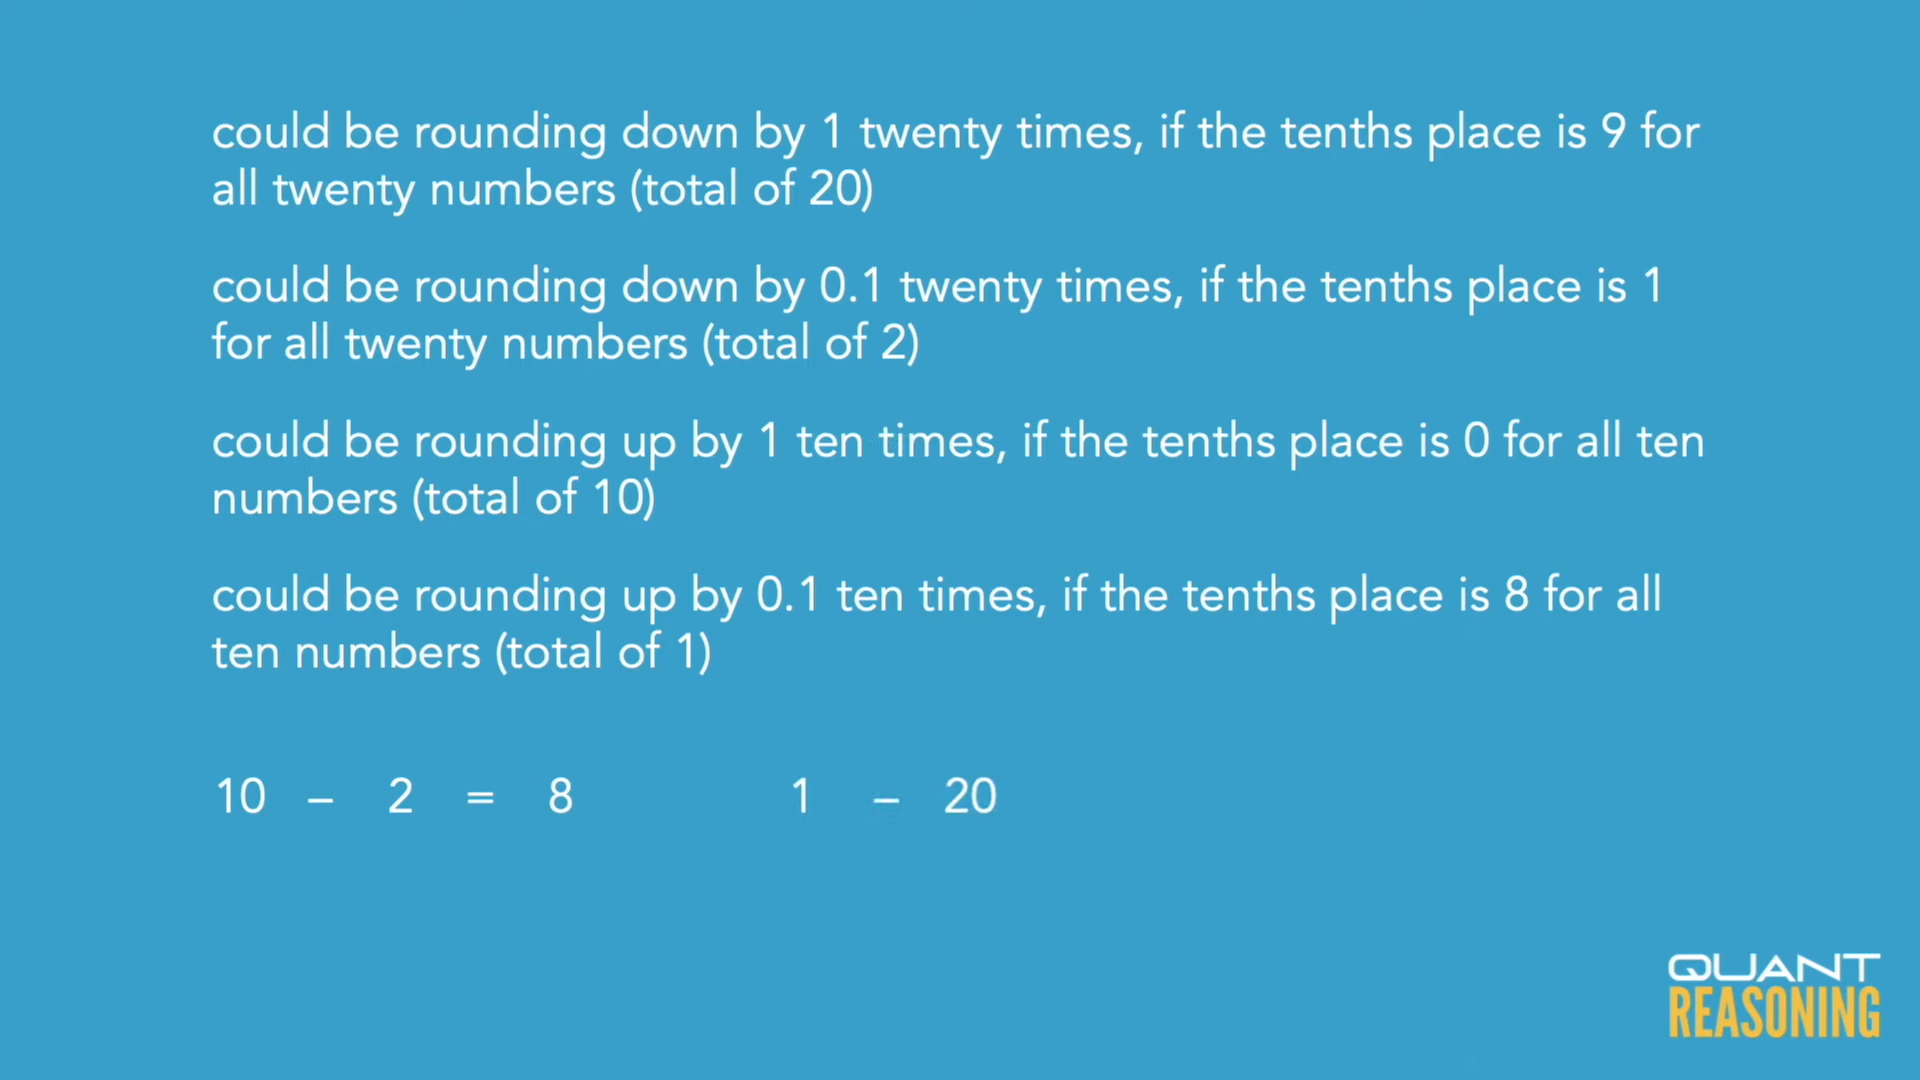 could be rounding down by 1 twenty times, if the tenths place is 9 for
all twenty numbers (total of 20)
could be rounding down by 0.1 twenty times, if the tenths place is 1
for all twenty numbers (total of 2)
could be rounding up by 1 ten times, if the tenths place is 0 for all ten
numbers (total of 10)
could be rounding up by 0.1 ten times, if the tenths place is 8 for all
ten numbers (total of 1)
10 – 2 = 8 1 – 20
QUANT
REASONING